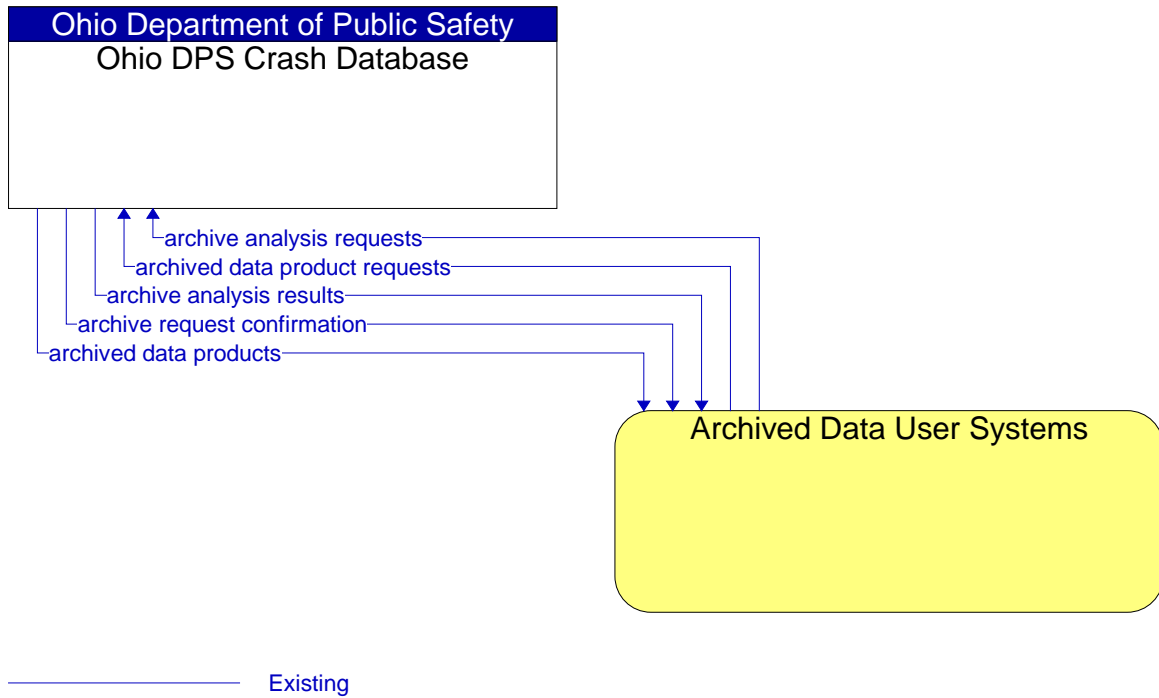 Ohio Department of Public Safety
Ohio DPS Crash Database
archive analysis requests
archived data product requests
archive analysis results
archive request confirmation
archived data products
Archived Data User Systems
Existing